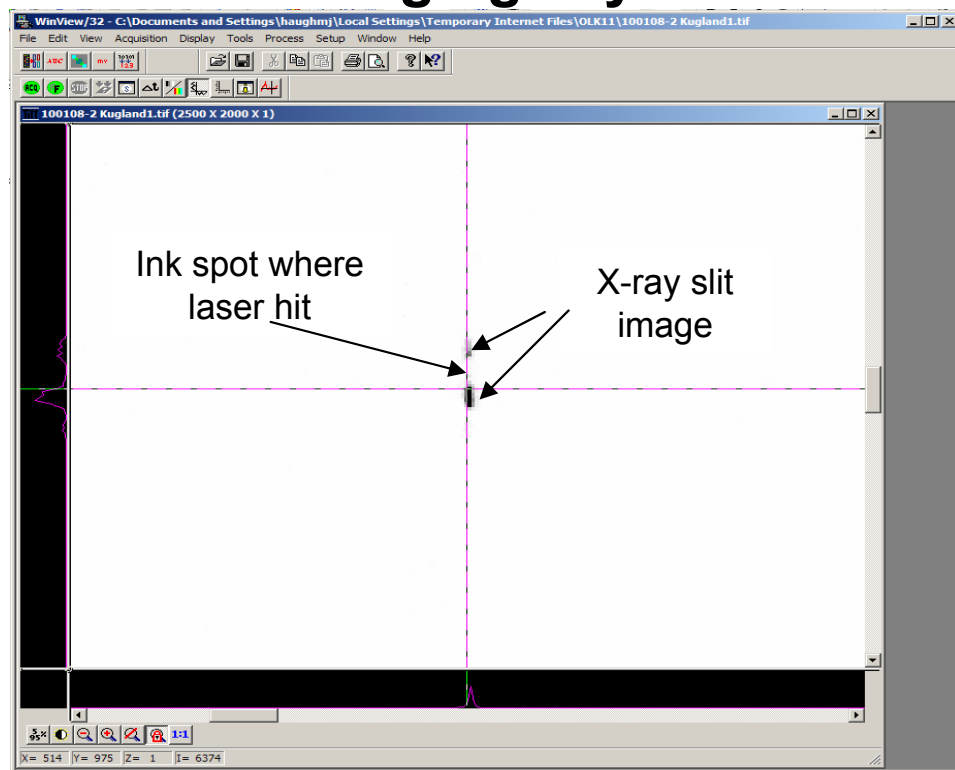 WinView/32 - C:\Documents and Settings\haughmj\Local Settings\Temporary Internet Files\OLK11\100108-2 Kugland1.tif
File Edit View Acquisition Display Tools Process Setup Window Help
100108-2 Kugland1.tif (2500 X 2000 X 1)
Ink spot where
laser hit
X-ray slit
image
5% 95% 1:1
X= 514 Y= 975 Z= 1 I= 6374